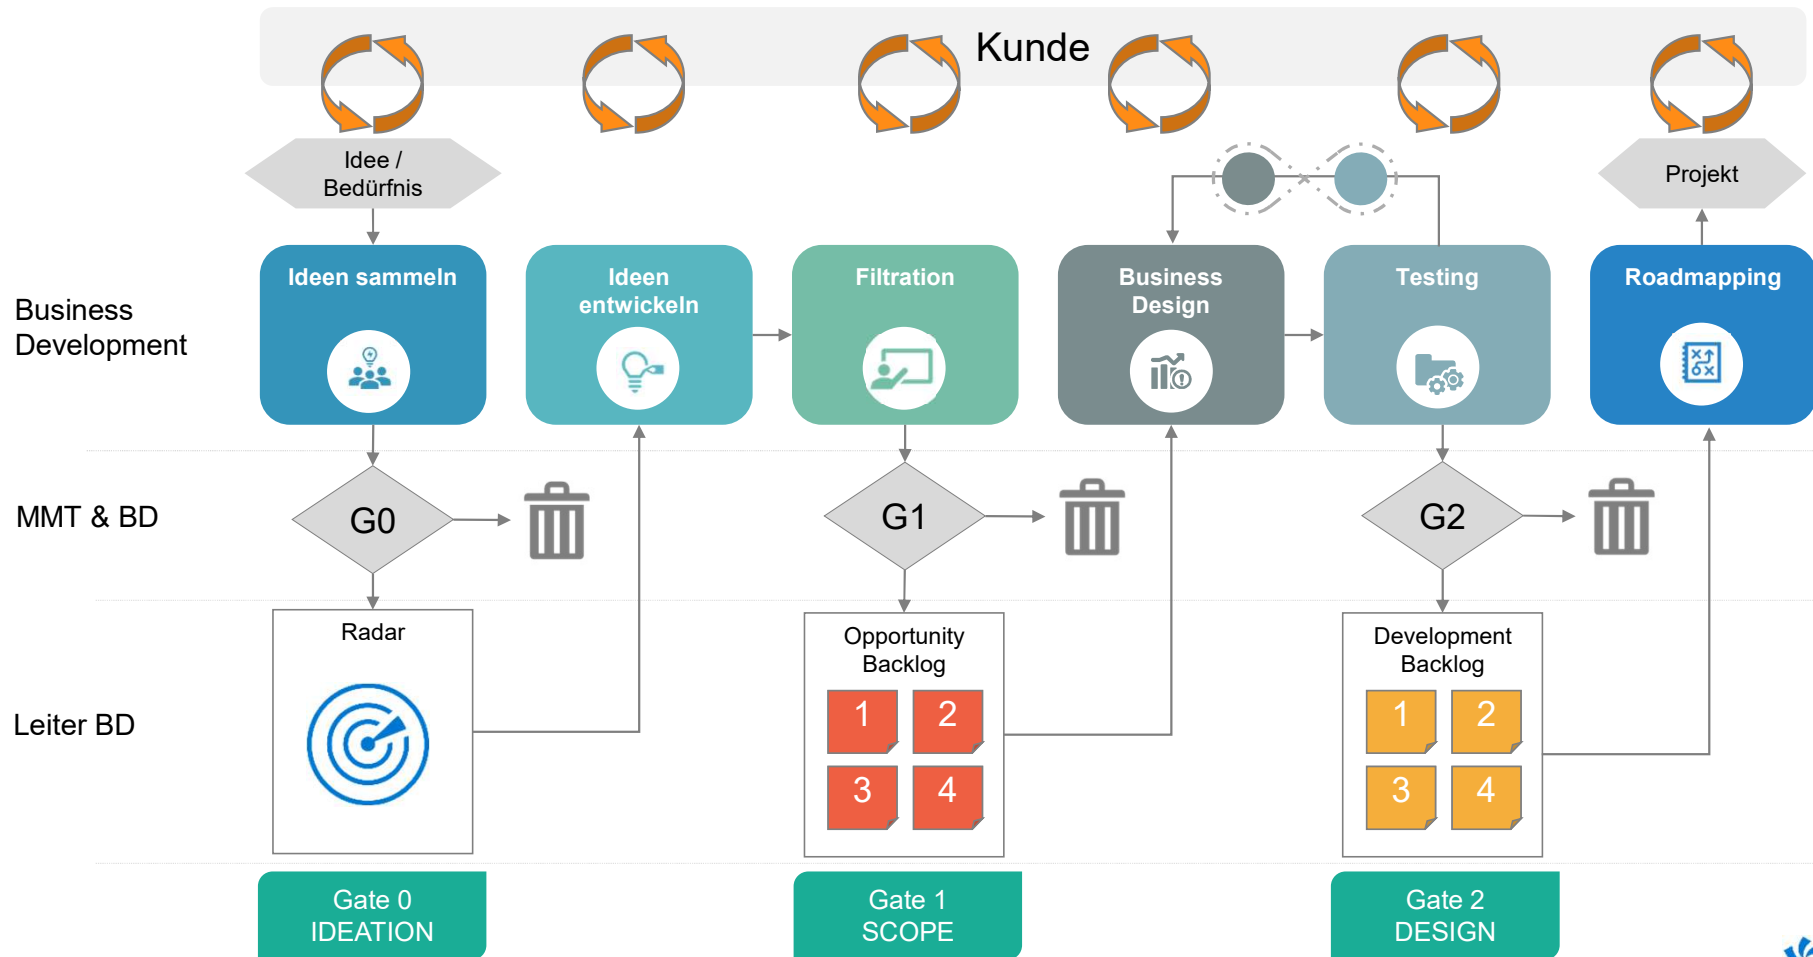 Kunde
Idee /
Bedürfnis
Projekt
Business
Development
Ideen sammeln
Ideen
entwickeln
Filtration
Business
Design
Testing
Roadmapping
MMT & BD
G0
G1
G2
Leiter BD
Radar
Opportunity
Backlog
1 2
3 4
Development
Backlog
1 2
3 4
Gate 0
IDEATION
Gate 1
SCOPE
Gate 2
DESIGN